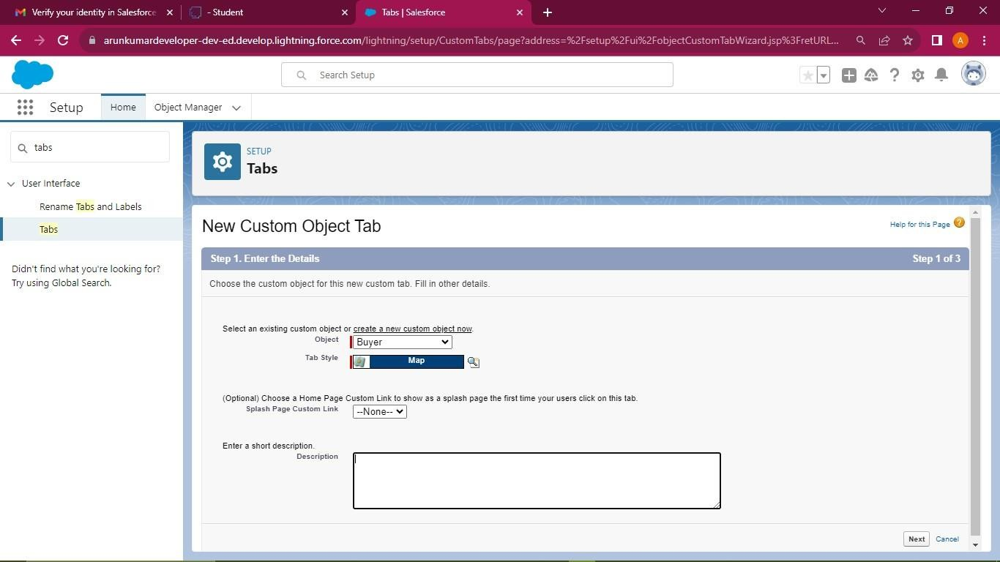 Verify your identity in Salesforce
- Student
Tabs | Salesforce
arunkumardeveloper-dev-ed.develop.lightning.force.com/lightning/setup/CustomTabs/page?address=%2Fsetup%2Fui%2FobjectCustomTabWizard.jsp%3FretURL...
A
Search Setup
Setup
Home
Object Manager
tabs
User Interface
Rename Tabs and Labels
Tabs
Didn't find what you're looking for?
Try using Global Search.
SETUP
Tabs
New Custom Object Tab
Help for this Page ?
Step 1. Enter the Details
Step 1 of 3
Choose the custom object for this new custom tab. Fill in other details.
Select an existing custom object or create a new custom object now.
Object
Buyer
Tab Style
Map
(Optional) Choose a Home Page Custom Link to show as a splash page the first time your users click on this tab.
Splash Page Custom Link
--None--
Enter a short description.
Description
Next
Cancel